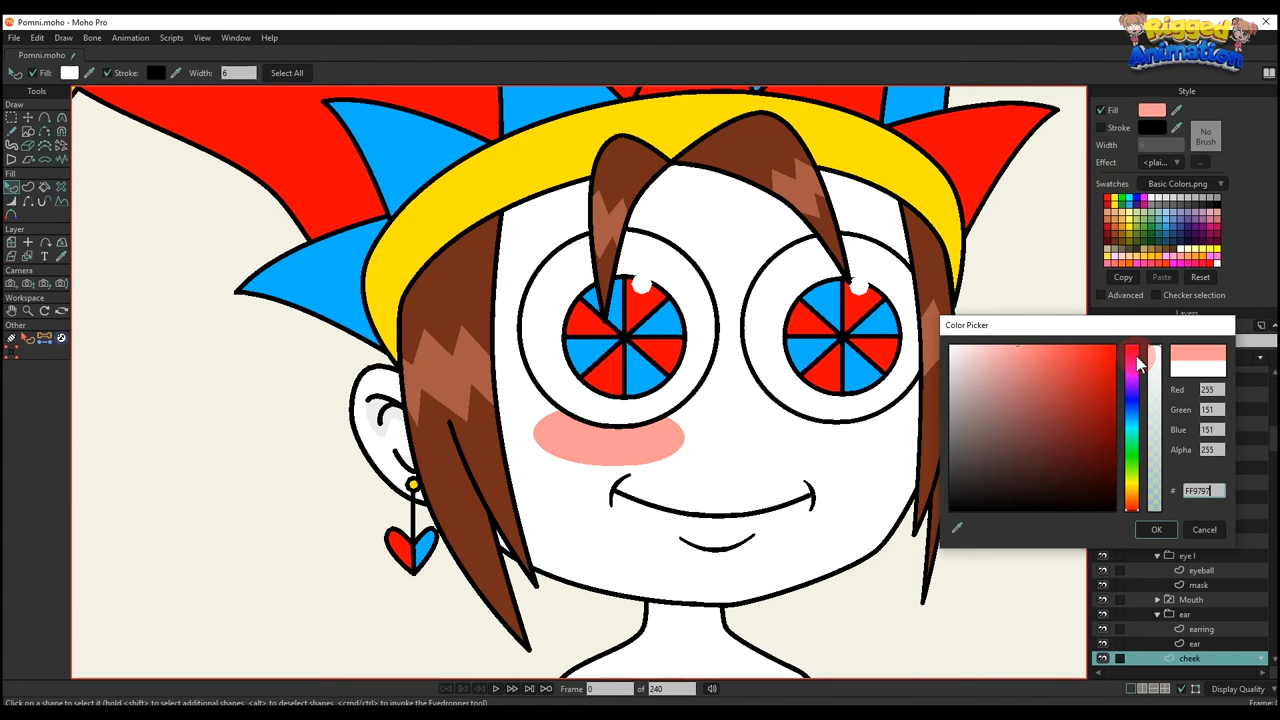 Pomni.moho - Moho Pro
File Edit Draw Bone Animation Scripts View Window Help
Rigged
Animation
Pomni.moho
Fill: Stroke: Width: 6 Select All
Tools
Style
Draw
Fill
Stroke
No
Brush
Width 6
Effect <plai... ...
Fill
Swatches Basic Colors.png
Layer
Copy Paste Reset
Camera
Advanced Checker selection
Workspace
Layers
Other
Color Picker
Red 255
Green 151
Blue 151
Alpha 255
# FF9797
OK Cancel
eye l
eyeball
mask
Mouth
ear
earring
ear
cheek
Frame 0 of 240 Display Quality
Click on a shape to select it (hold <shift> to select additional shapes, <alt> to deselect shapes, <cmd/ctrl> to invoke the Eyedropper tool) Frame: